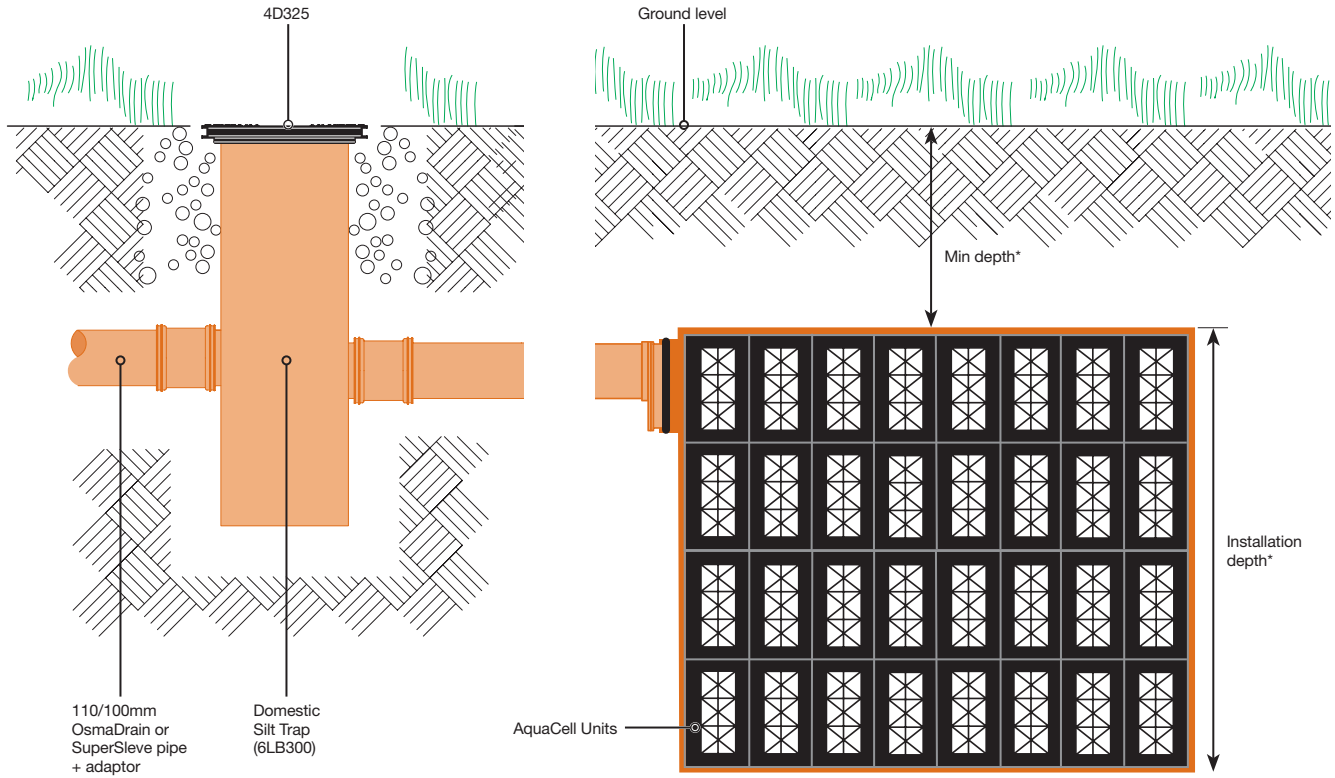 4D325
Ground level
Min depth*
Installation
depth*
AquaCell Units
110/100mm
OsmaDrain or
SuperSleve pipe
+ adaptor
Domestic
Silt Trap
(6LB300)